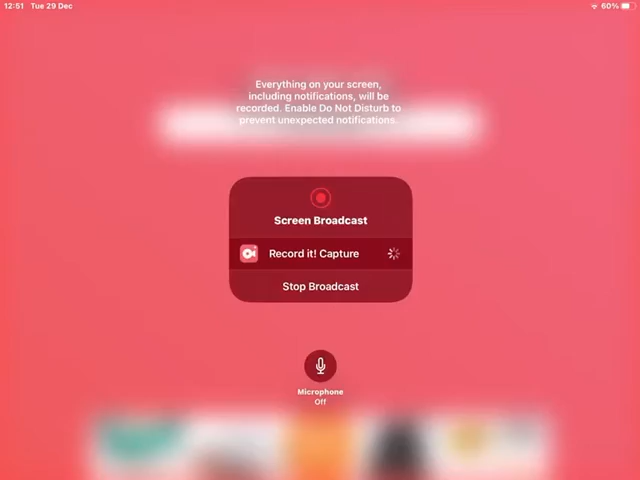 12:51 Tue 29 Dec 60%
Everything on your screen,
including notifications, will be
recorded. Enable Do Not Disturb to
prevent unexpected notifications.
Screen Broadcast
Record it! Capture
Stop Broadcast
Microphone
Off